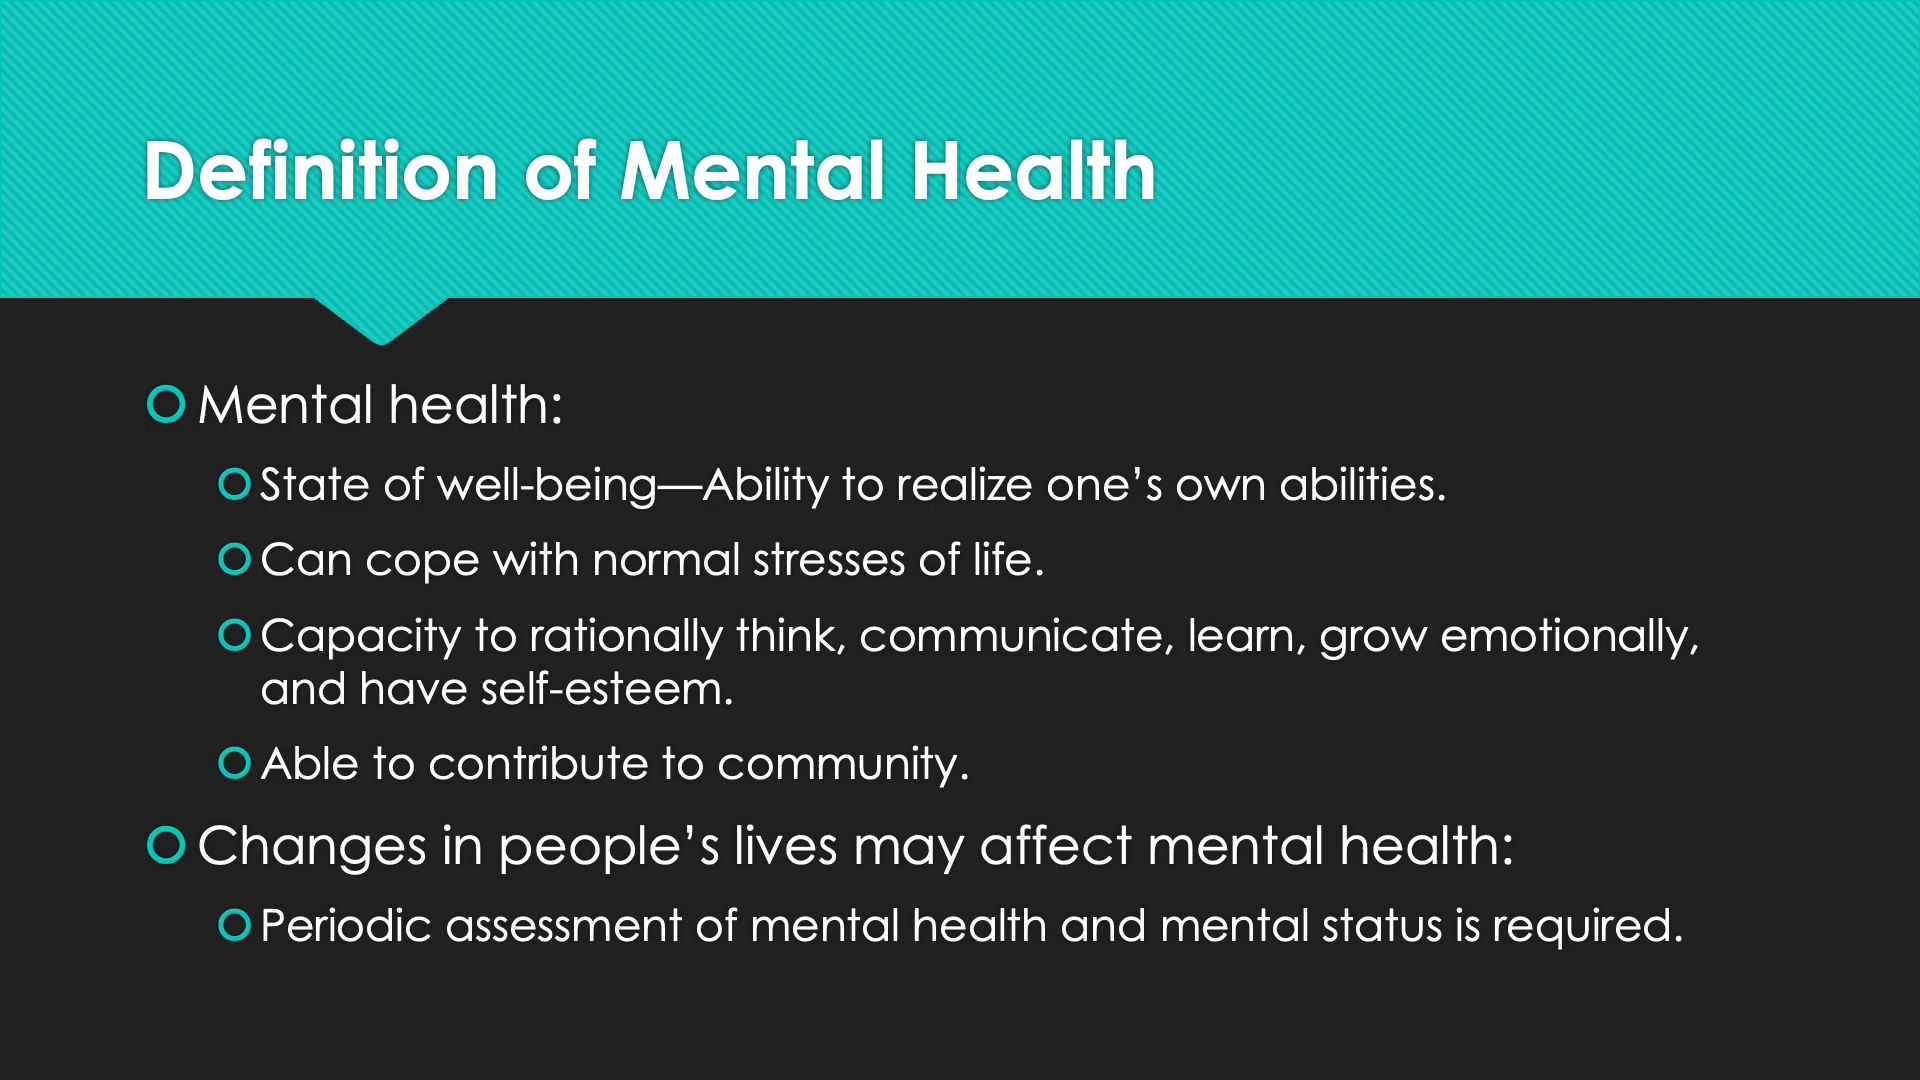 Definition of Mental Health
Mental health:
State of well-being—Ability to realize one’s own abilities.
Can cope with normal stresses of life.
Capacity to rationally think, communicate, learn, grow emotionally,
and have self-esteem.
Able to contribute to community.
Changes in people’s lives may affect mental health:
Periodic assessment of mental health and mental status is required.